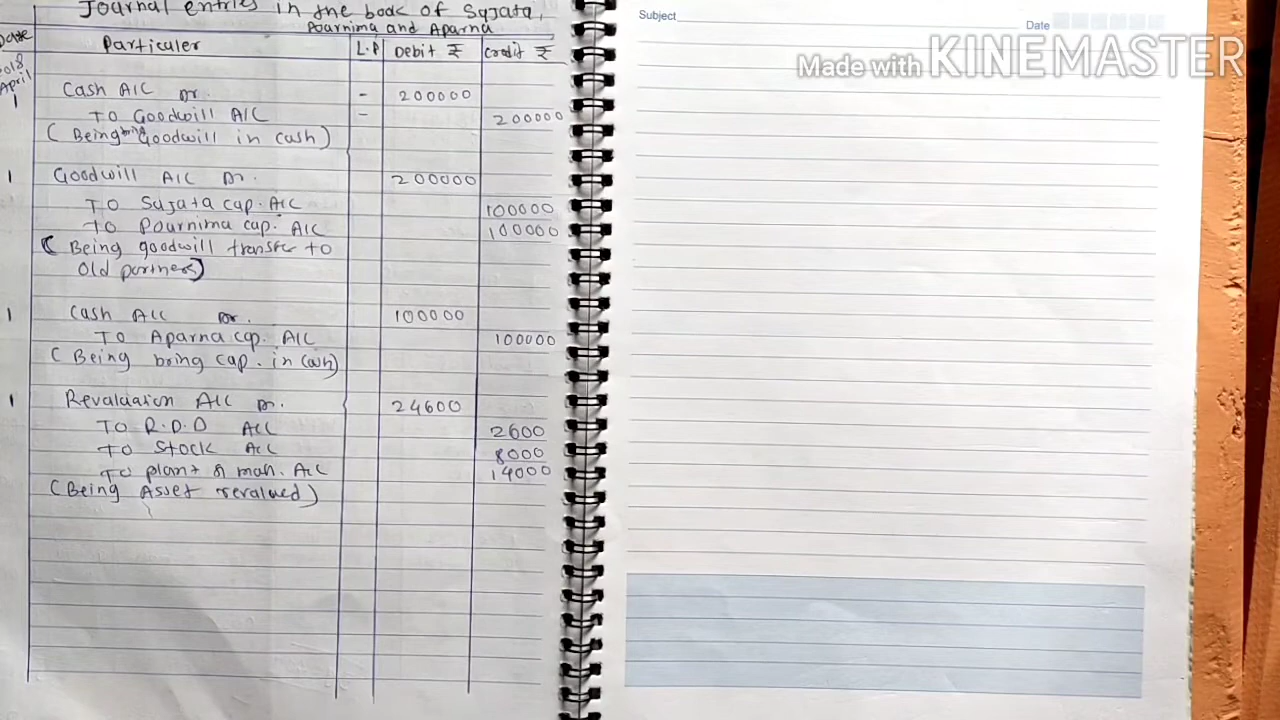 Journal entries in the book of Sujata,
Pournima and Aparna
Date Particuler L.P Debit ₹ Credit ₹
2018
April
1 Cash A/C Dr. - 200000
To Goodwill A/C - 200000
(Being Goodwill in cash)
1 Goodwill A/C Dr. 200000
To Sujata cap. A/C 100000
To Pournima cap. A/C 100000
(Being goodwill transfer to
Old partners)
1 Cash A/C Dr. 100000
To Aparna cap. A/C 100000
(Being bring cap. in cash)
1 Revaluation A/C Dr. 24600
To R.D.D A/C 2600
To Stock A/C 8000
To plant & mah. A/C 14000
(Being Asset revalued)
Subject
Date
Made with KINEMASTER